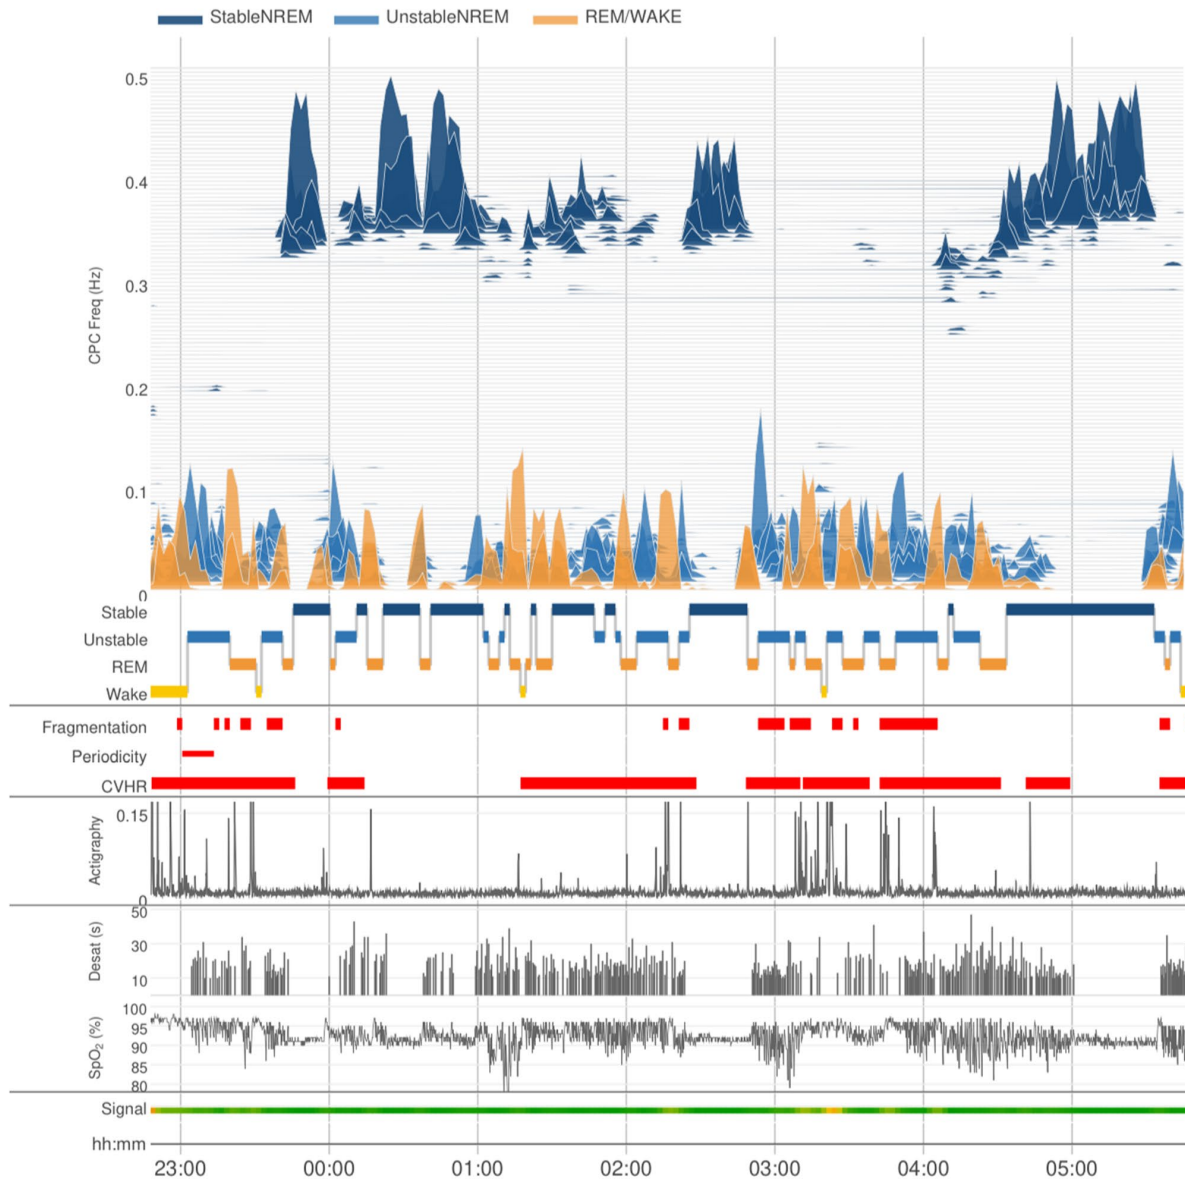 StableNREM UnstableNREM REM/WAKE
0.5
0.4
0.3
CPC Freq (Hz)
0.2
0.1
0
Stable
Unstable
REM
Wake
Fragmentation
Periodicity
CVHR
0.15
Actigraphy
0
50
Desat (s)
30
10
100
95
SpO2 (%)
90
85
80
Signal
hh:mm
23:00 00:00 01:00 02:00 03:00 04:00 05:00